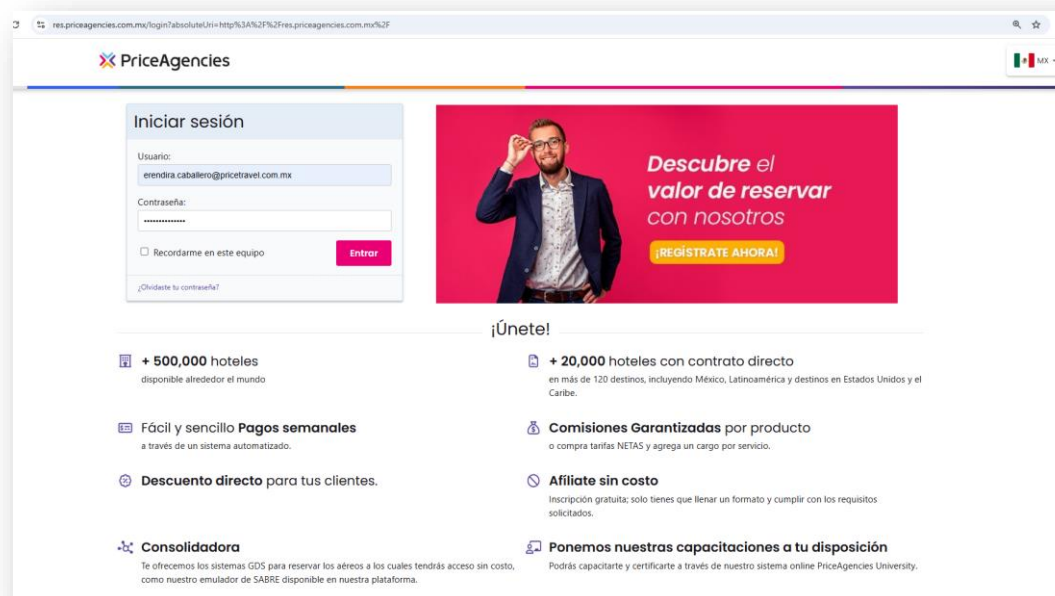 res.priceagencies.com.mx/login?absoluteUri=http%3A%2F%2Fres.priceagencies.com.mx%2F
PriceAgencies
MX
Iniciar sesión
Usuario:
erendira.caballero@pricetravel.com.mx
Contraseña:
••••••••••••••
Recordarme en este equipo
Entrar
¿Olvidaste tu contraseña?
Descubre el
valor de reservar
con nosotros
¡REGÍSTRATE AHORA!
¡Únete!
+ 500,000 hoteles
disponible alrededor el mundo
+ 20,000 hoteles con contrato directo
en más de 120 destinos, incluyendo México, Latinoamérica y destinos en Estados Unidos y el
Caribe.
Fácil y sencillo Pagos semanales
a través de un sistema automatizado.
Comisiones Garantizadas por producto
o compra tarifas NETAS y agrega un cargo por servicio.
Descuento directo para tus clientes.
Afíliate sin costo
Inscripción gratuita; solo tienes que llenar un formato y cumplir con los requisitos
solicitados.
Consolidadora
Te ofrecemos los sistemas GDS para reservar los aéreos a los cuales tendrás acceso sin costo,
como nuestro emulador de SABRE disponible en nuestra plataforma.
Ponemos nuestras capacitaciones a tu disposición
Podrás capacitarte y certificarte a través de nuestro sistema online PriceAgencies University.